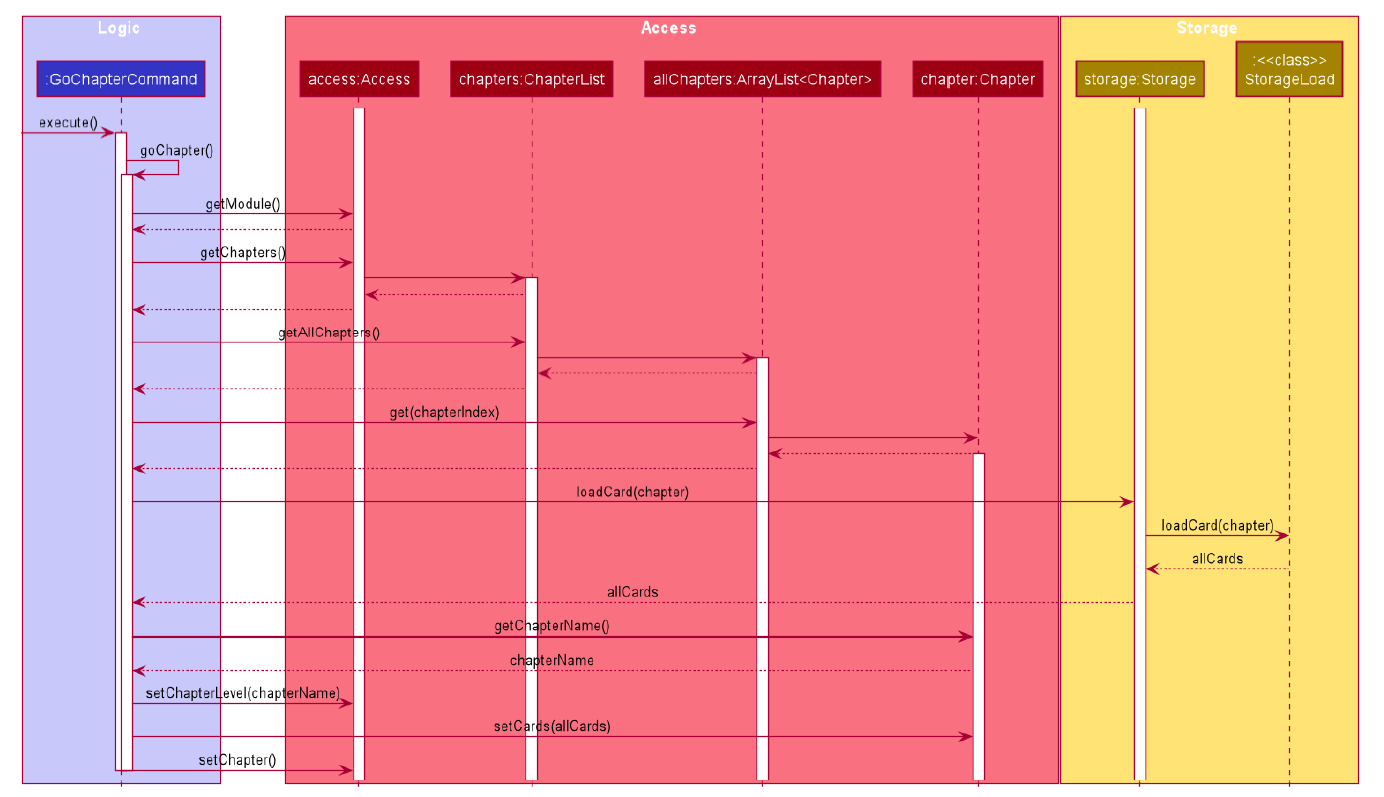 Logic
Access
Storage
:GoChapterCommand
access:Access
chapters:ChapterList
allChapters:ArrayList<Chapter>
chapter:Chapter
storage:Storage
:<<class>>
StorageLoad
execute()
goChapter()
getModule()
getChapters()
getAllChapters()
get(chapterIndex)
loadCard(chapter)
loadCard(chapter)
allCards
allCards
getChapterName()
chapterName
setChapterLevel(chapterName)
setCards(allCards)
setChapter()